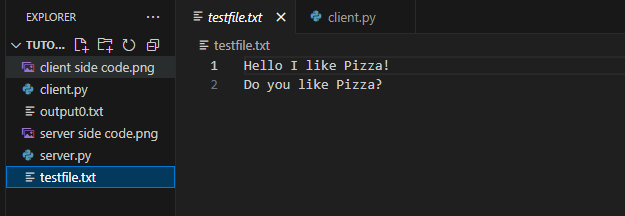 EXPLORER
TUTO...
client side code.png
client.py
output0.txt
server side code.png
server.py
testfile.txt
testfile.txt
client.py
testfile.txt
1 Hello I like Pizza!
2 Do you like Pizza?